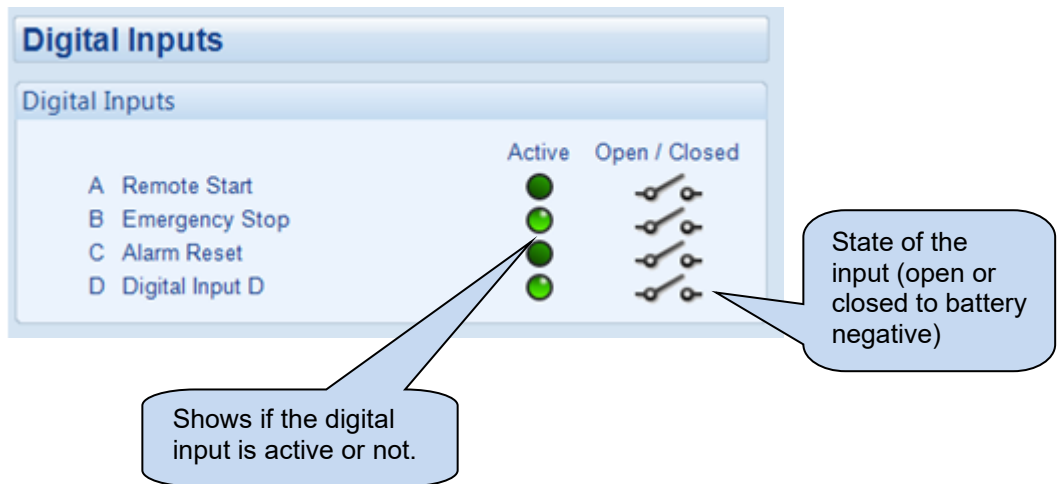 Digital Inputs
Digital Inputs
Active Open / Closed
A Remote Start
B Emergency Stop
C Alarm Reset
D Digital Input D
State of the
input (open or
closed to battery
negative)
Shows if the digital
input is active or not.